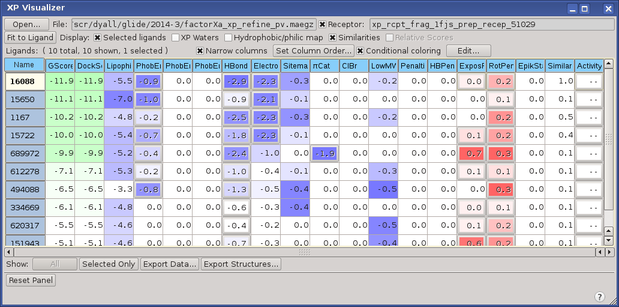 XP Visualizer
Open... File: scr/dyall/glide/2014-3/factorXa_xp_refine_pv.maegz Receptor: xp_rcpt_frag_1fjs_prep_recep_51029
Fit to Ligand Display: Selected ligands XP Waters Hydrophobic/philic map Similarities Relative Scores
Ligands: ( 10 total, 10 shown, 1 selected ) Narrow columns Set Column Order... Conditional coloring Edit...
Name GScore DockS Lipophi PhobEn PhobEn PhobEn HBond Electro Sitema πCat ClBr LowMV Penalti HBPen ExposF RotPer EpikSta Similar Activity
16088 -11.9 -11.9 -5.5 -0.9 0.0 0.0 -2.9 -2.3 -0.3 0.0 0.0 -0.2 0.0 0.0 0.0 0.2 0.0 1.0 --
15650 -11.1 -11.1 -7.0 -1.0 0.0 0.0 -0.9 -2.1 -0.1 0.0 0.0 0.0 0.0 0.0 0.0 0.1 0.0 0.1 --
1167 -10.2 -10.2 -4.8 -0.2 0.0 0.0 -2.5 -2.3 -0.3 0.0 0.0 -0.2 0.0 0.0 0.0 0.2 0.0 0.5 --
15722 -10.0 -10.0 -5.4 -0.7 0.0 0.0 -1.8 -2.3 0.0 0.0 0.0 0.0 0.0 0.0 0.1 0.2 0.0 0.4 --
689972 -9.9 -9.9 -5.2 -0.4 0.0 0.0 -2.4 -1.0 0.0 -1.9 0.0 0.0 0.0 0.0 0.7 0.3 0.0 0.1 --
612278 -7.1 -7.1 -5.3 -0.2 0.0 0.0 -1.0 -0.4 -0.1 0.0 0.0 -0.3 0.0 0.0 0.1 0.1 0.0 0.1 --
494088 -6.5 -6.5 -3.3 -0.8 0.0 0.0 -1.3 -0.5 -0.4 0.0 0.0 -0.5 0.0 0.0 0.0 0.3 0.0 0.1 --
334669 -6.1 -6.1 -4.8 0.0 0.0 0.0 -0.6 -0.3 -0.4 0.0 0.0 0.0 0.0 0.0 0.0 0.1 0.0 0.1 --
620317 -5.5 -5.5 -4.6 0.0 0.0 0.0 -0.4 -0.2 0.0 0.0 0.0 -0.5 0.0 0.0 0.1 0.2 0.0 0.1 --
151943 -5.1 -5.1 -4.6 0.0 0.0 0.0 -0.7 -0.3 0.0 0.0 0.0 -0.4 0.0 0.0 0.6 0.2 0.0 0.1 --
Show: All Selected Only Export Data... Export Structures...
Reset Panel
?